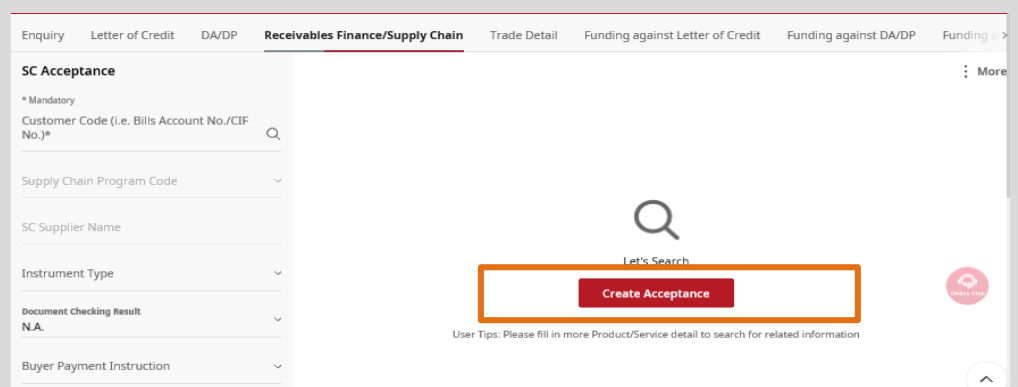 Enquiry Letter of Credit DA/DP Receivables Finance/Supply Chain Trade Detail Funding against Letter of Credit Funding against DA/DP Funding a
SC Acceptance
More
* Mandatory
Customer Code (i.e. Bills Account No./CIF
No.)*
Supply Chain Program Code
SC Supplier Name
Let's Search
Instrument Type
Create Acceptance
Online Chat
Document Checking Result
N.A.
User Tips: Please fill in more Product/Service detail to search for related information
Buyer Payment Instruction